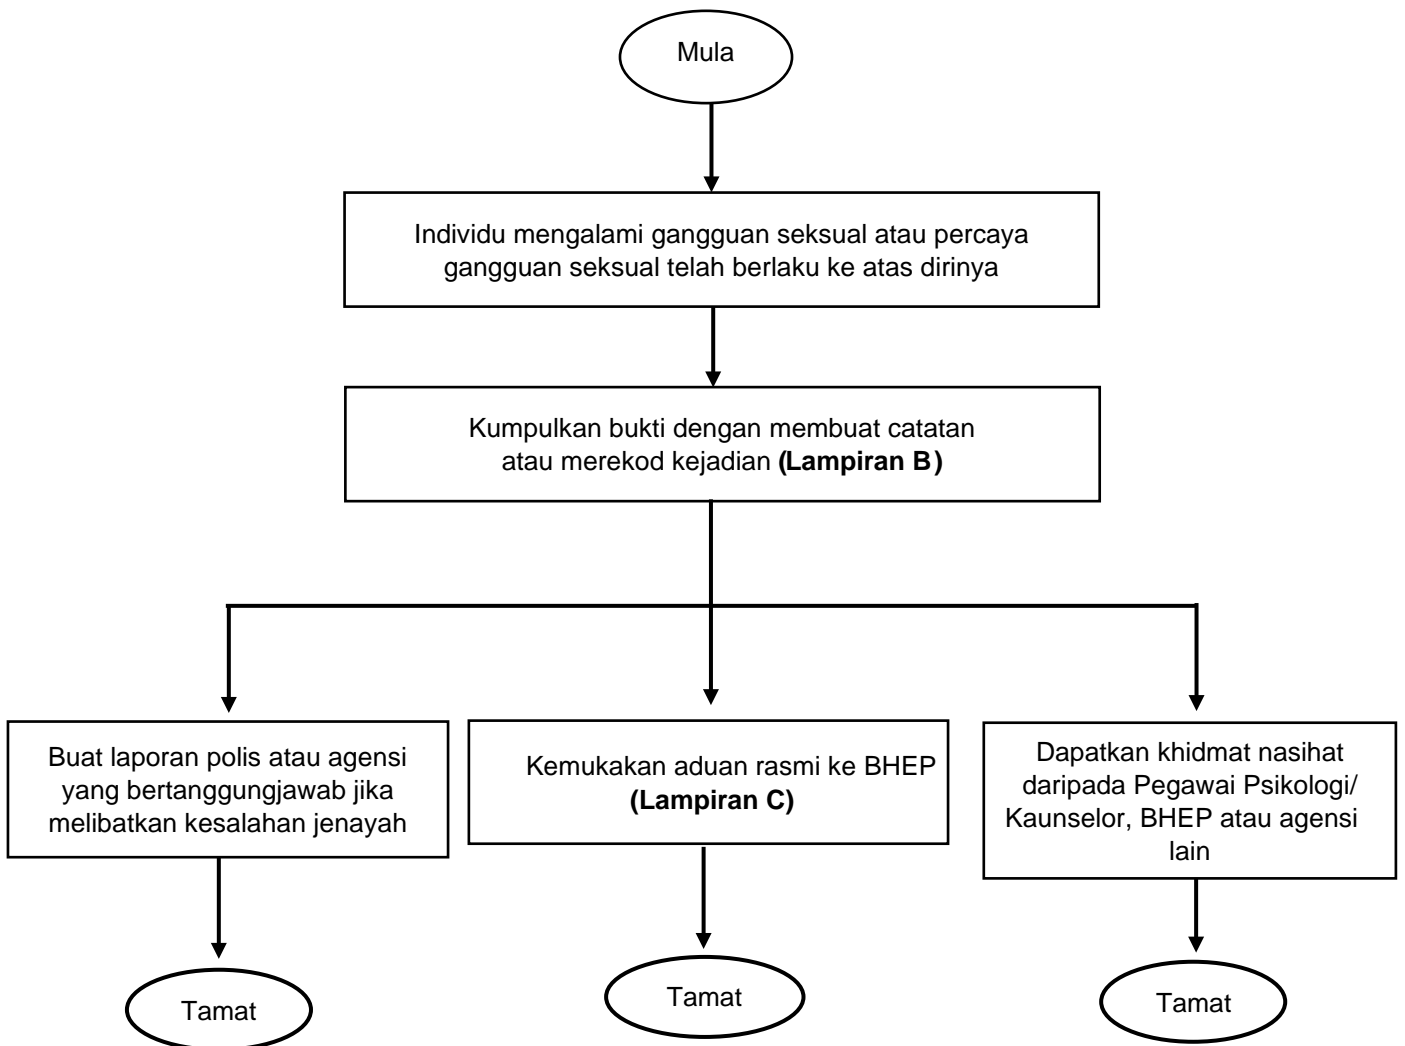 Mula
Individu mengalami gangguan seksual atau percaya
gangguan seksual telah berlaku ke atas dirinya
Kumpulkan bukti dengan membuat catatan
atau merekod kejadian (Lampiran B)
Buat laporan polis atau agensi
yang bertanggungjawab jika
melibatkan kesalahan jenayah
Kemukakan aduan rasmi ke BHEP
(Lampiran C)
Dapatkan khidmat nasihat
daripada Pegawai Psikologi/
Kaunselor, BHEP atau agensi
lain
Tamat
Tamat
Tamat